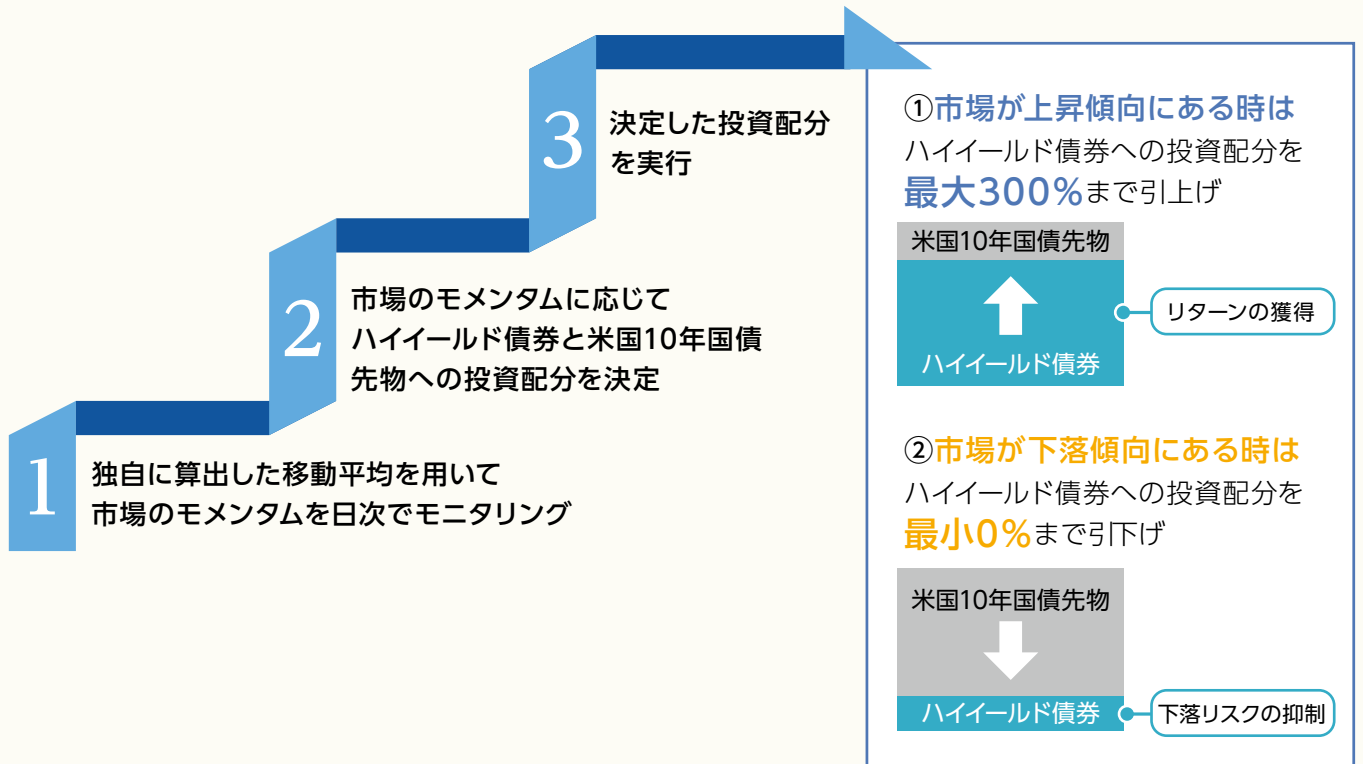 1
独自に算出した移動平均を用いて
市場のモメンタムを日次でモニタリング
2
市場のモメンタムに応じて
ハイイールド債券と米国10年国債
先物への投資配分を決定
3
決定した投資配分
を実行
①市場が上昇傾向にある時は
ハイイールド債券への投資配分を
最大300%まで引上げ
米国10年国債先物
ハイイールド債券
リターンの獲得
②市場が下落傾向にある時は
ハイイールド債券への投資配分を
最小0%まで引下げ
米国10年国債先物
ハイイールド債券
下落リスクの抑制